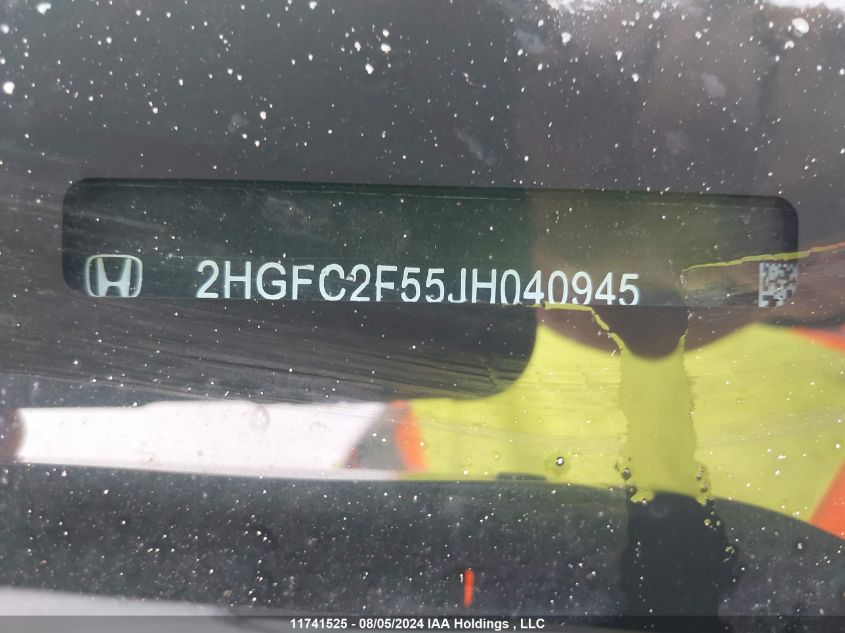 2HGFC2F55JH040945
11741525 - 08/05/2024 IAA Holdings , LLC